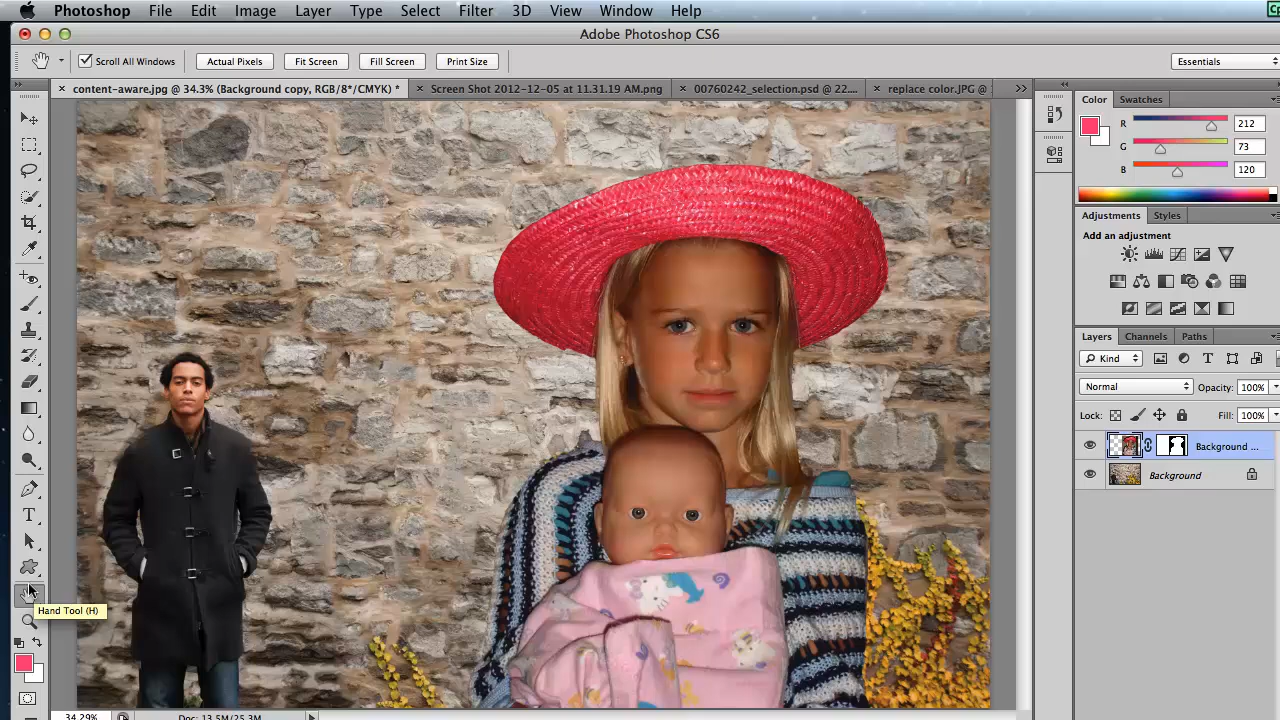 Photoshop File Edit Image Layer Type Select Filter 3D View Window Help
Adobe Photoshop CS6
Scroll All Windows Actual Pixels Fit Screen Fill Screen Print Size Essentials
content-aware.jpg @ 34.3% (Background copy, RGB/8*/CMYK) * Screen Shot 2012-12-05 at 11.31.19 AM.png 00760242_selection.psd @ 22.... replace color.JPG @
Color Swatches
R 212
G 73
B 120
Adjustments Styles
Add an adjustment
Layers Channels Paths
Kind
Normal Opacity: 100%
Lock: Fill: 100%
Background ...
Background
Hand Tool (H)
34.29% Doc: 13.5M/25.3M